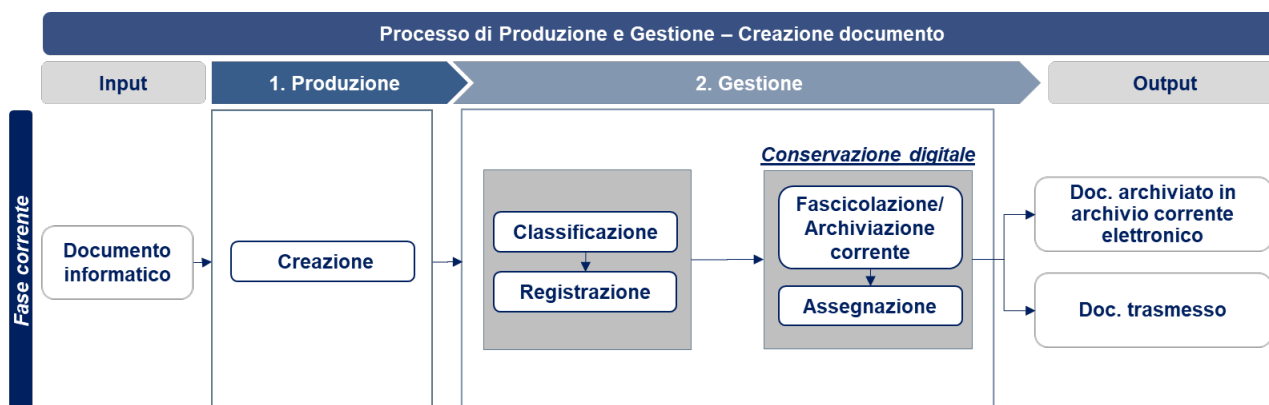 Processo di Produzione e Gestione – Creazione documento
Input
1. Produzione
2. Gestione
Output
Fase corrente
Documento
informatico
Creazione
Classificazione
Registrazione
Conservazione digitale
Fascicolazione/
Archiviazione
corrente
Assegnazione
Doc. archiviato in
archivio corrente
elettronico
Doc. trasmesso